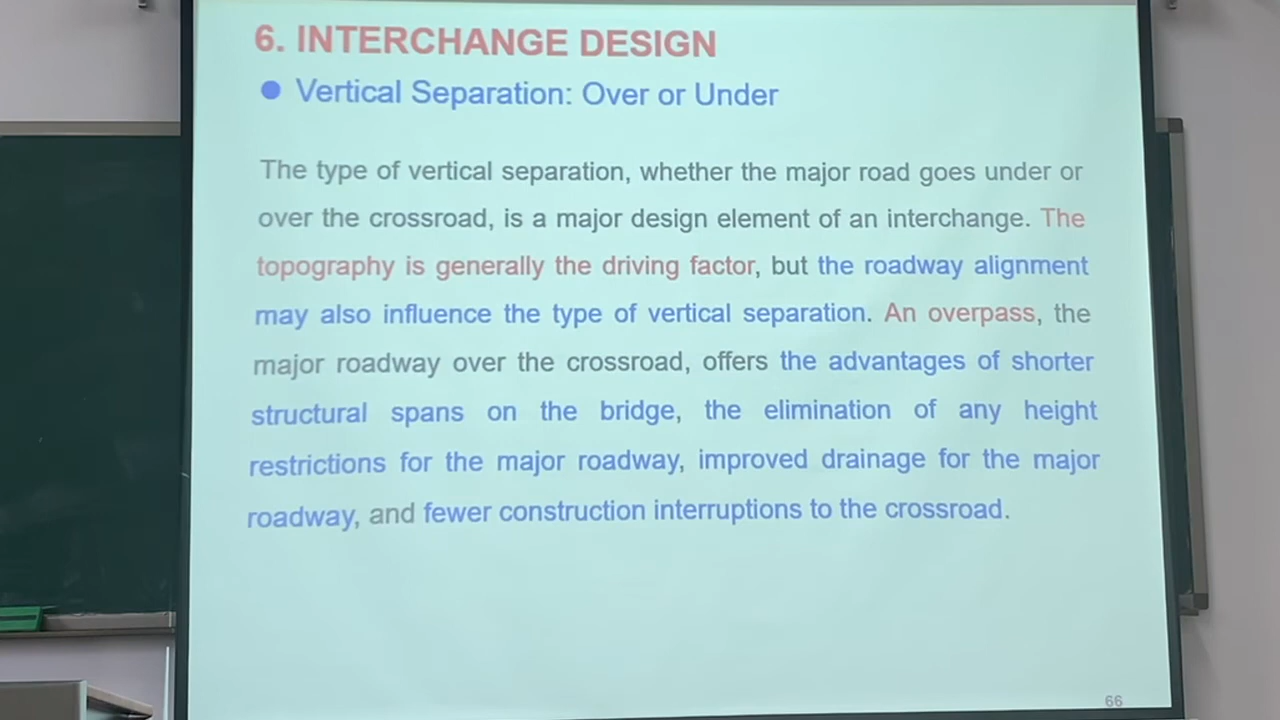 6. INTERCHANGE DESIGN
● Vertical Separation: Over or Under
The type of vertical separation, whether the major road goes under or
over the crossroad, is a major design element of an interchange. The
topography is generally the driving factor, but the roadway alignment
may also influence the type of vertical separation. An overpass, the
major roadway over the crossroad, offers the advantages of shorter
structural spans on the bridge, the elimination of any height
restrictions for the major roadway, improved drainage for the major
roadway, and fewer construction interruptions to the crossroad.
66